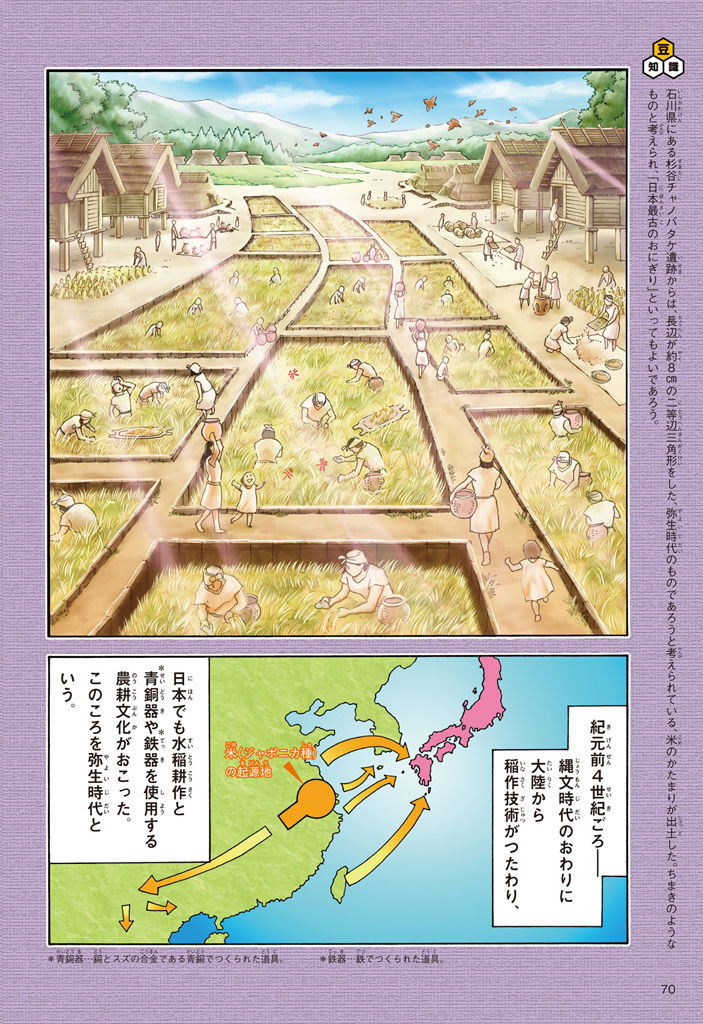 豆知識
石川県にある杉谷チャノバタケ遺跡からは、長辺が約8cmの二等辺三角形をした、弥生時代のものであろうと考えられている、米のかたまりが出土した。ちまきのような
ものと考えられ、「日本最古のおにぎり」といってもよいであろう。
紀元前4世紀ごろ——
縄文時代のおわりに
大陸から
稲作技術がつたわり、
米(ジャポニカ種)
の起源地
日本でも水稲耕作と
*青銅器や*鉄器を使用する
農耕文化がおこった。
このころを弥生時代と
いう。
*青銅器…銅とスズの合金である青銅でつくられた道具。
*鉄器…鉄でつくられた道具。
70